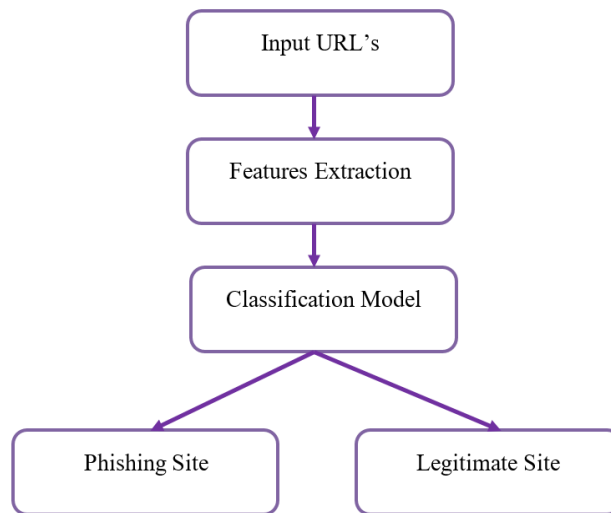 Input URL’s
Features Extraction
Classification Model
Phishing Site
Legitimate Site